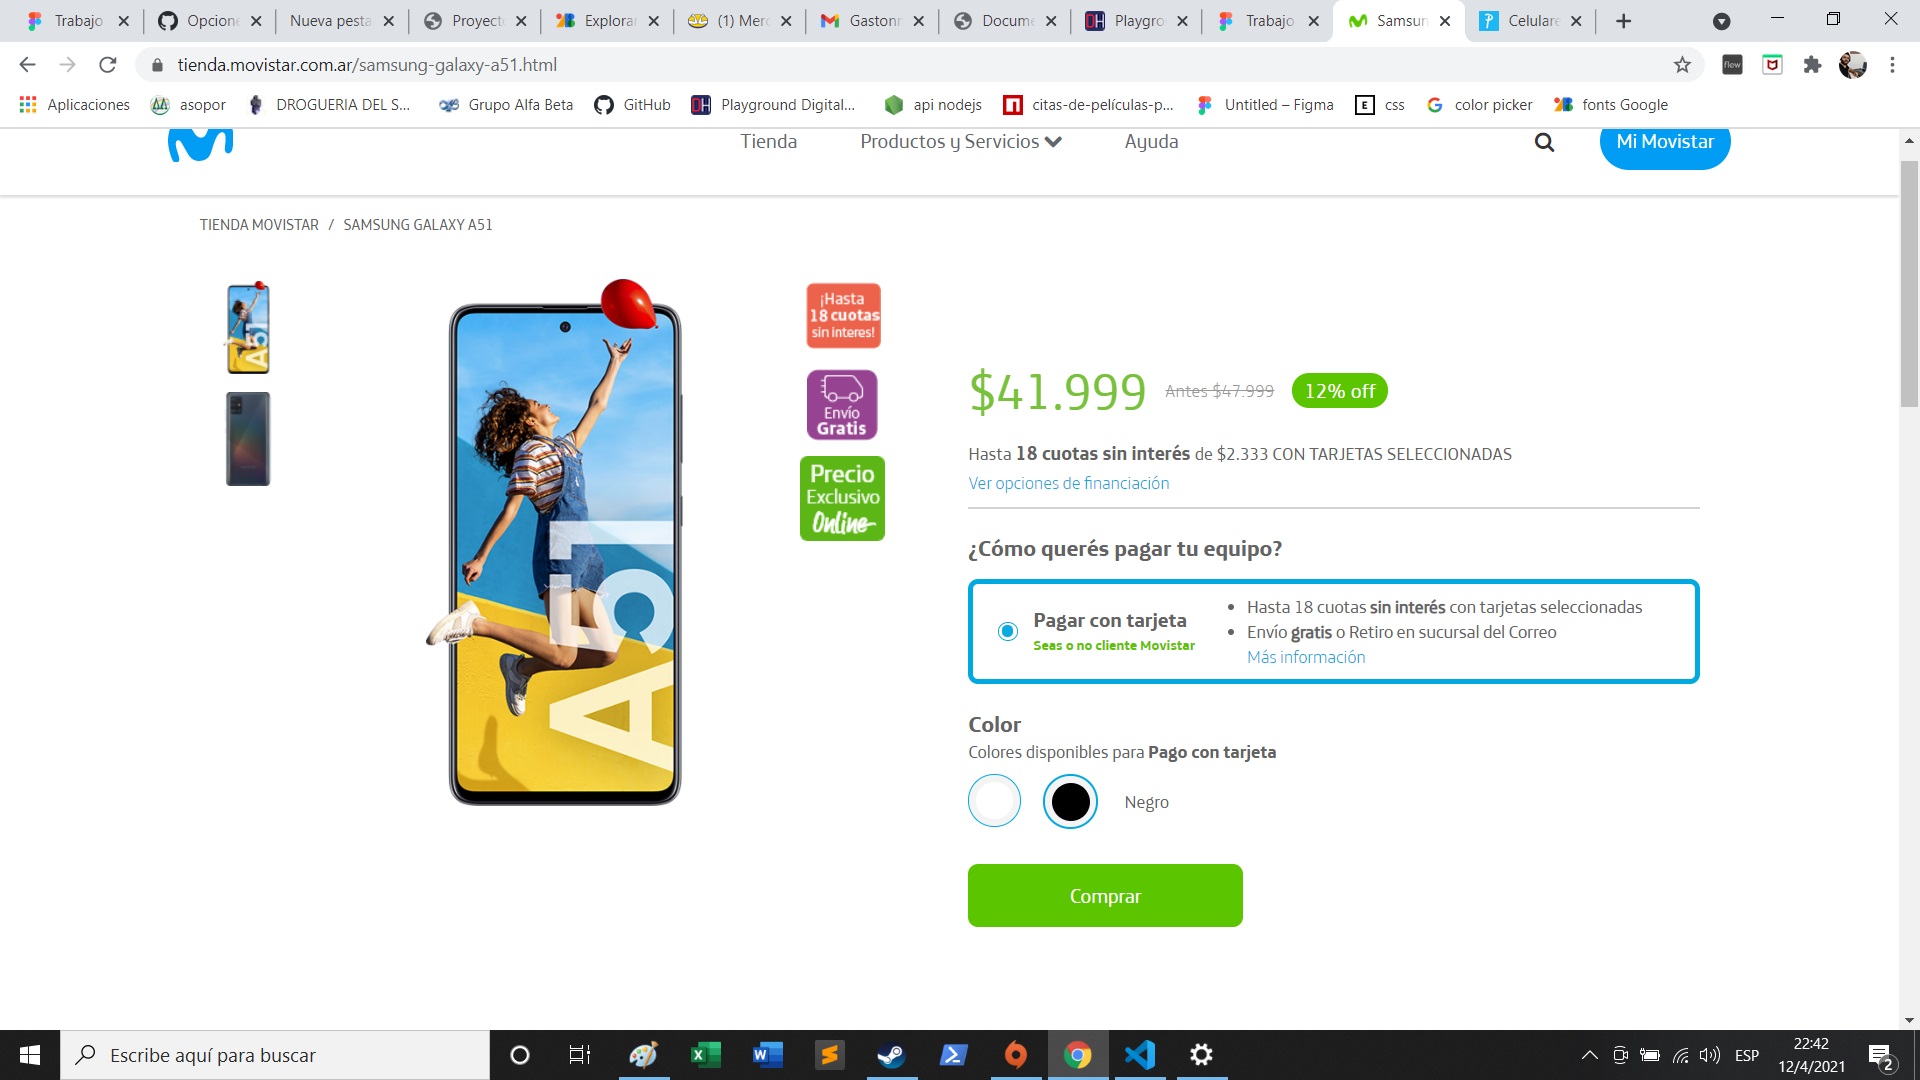 Trabajo
Opcione
Nueva pesta
Proyect
Explorar
(1) Merc
Gastonn
Docume
Playgro
Trabajo
Samsun
Celulare
tienda.movistar.com.ar/samsung-galaxy-a51.html
Aplicaciones
asopor
DROGUERIA DEL S...
Grupo Alfa Beta
GitHub
Playground Digital...
api nodejs
citas-de-películas-p...
Untitled – Figma
css
color picker
fonts Google
Tienda
Productos y Servicios
Ayuda
Mi Movistar
TIENDA MOVISTAR / SAMSUNG GALAXY A51
A51
A51
¡Hasta
18 cuotas
sin interes!
Envío
Gratis
Precio
Exclusivo
Online
$41.999 Antes $47.999 12% off
Hasta 18 cuotas sin interés de $2.333 CON TARJETAS SELECCIONADAS
Ver opciones de financiación
¿Cómo querés pagar tu equipo?
Pagar con tarjeta
Seas o no cliente Movistar
• Hasta 18 cuotas sin interés con tarjetas seleccionadas
• Envío gratis o Retiro en sucursal del Correo
Más información
Color
Colores disponibles para Pago con tarjeta
Negro
Comprar
Escribe aquí para buscar
ESP
22:42
12/4/2021
2